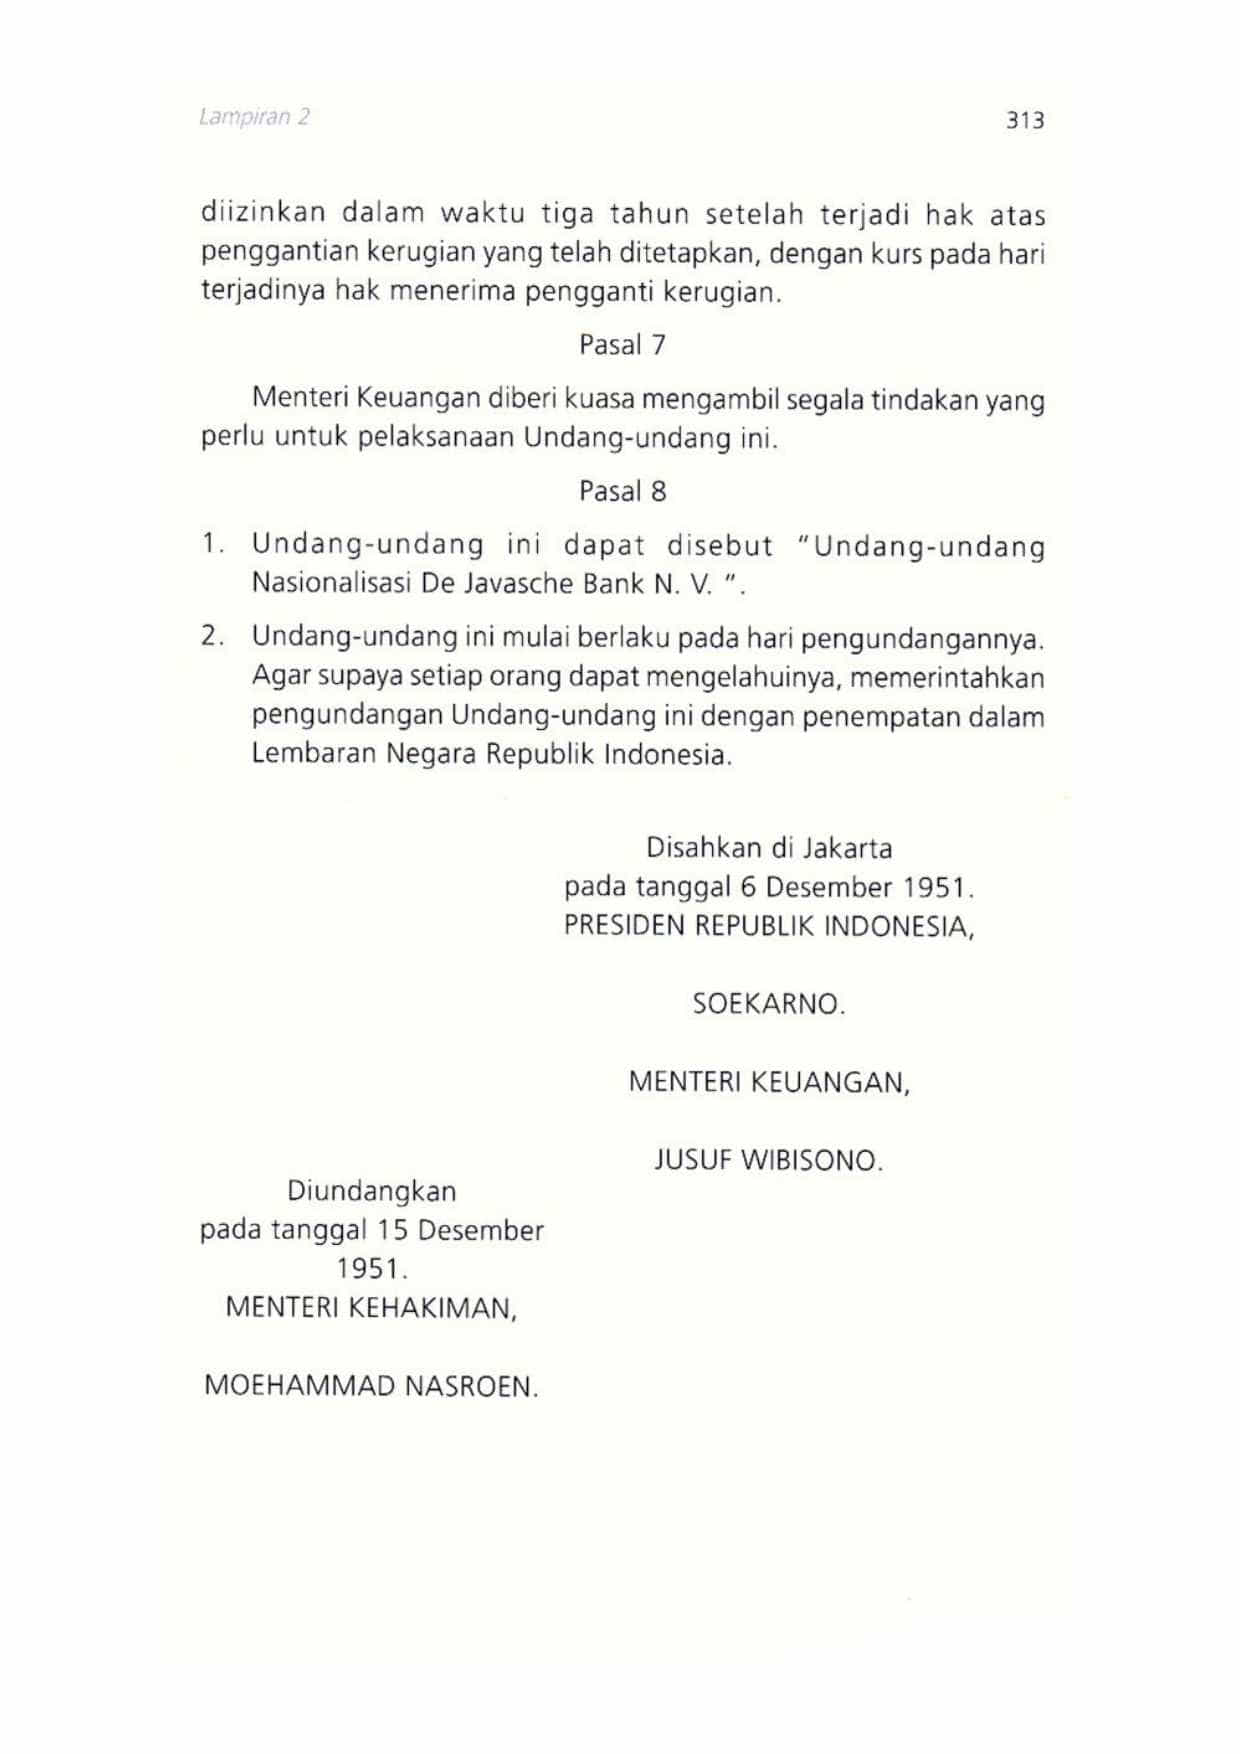 Lampiran 2
313
diizinkan dalam waktu tiga tahun setelah terjadi hak atas
penggantian kerugian yang telah ditetapkan, dengan kurs pada hari
terjadinya hak menerima pengganti kerugian.
Pasal 7
Menteri Keuangan diberi kuasa mengambil segala tindakan yang
perlu untuk pelaksanaan Undang-undang ini.
Pasal 8
1. Undang-undang ini dapat disebut "Undang-undang
Nasionalisasi De Javasche Bank N. V. ".
2. Undang-undang ini mulai berlaku pada hari pengundangannya.
Agar supaya setiap orang dapat mengelahuinya, memerintahkan
pengundangan Undang-undang ini dengan penempatan dalam
Lembaran Negara Republik Indonesia.
Disahkan di Jakarta
pada tanggal 6 Desember 1951.
PRESIDEN REPUBLIK INDONESIA,
SOEKARNO.
MENTERI KEUANGAN,
JUSUF WIBISONO.
Diundangkan
pada tanggal 15 Desember
1951.
MENTERI KEHAKIMAN,
MOEHAMMAD NASROEN.